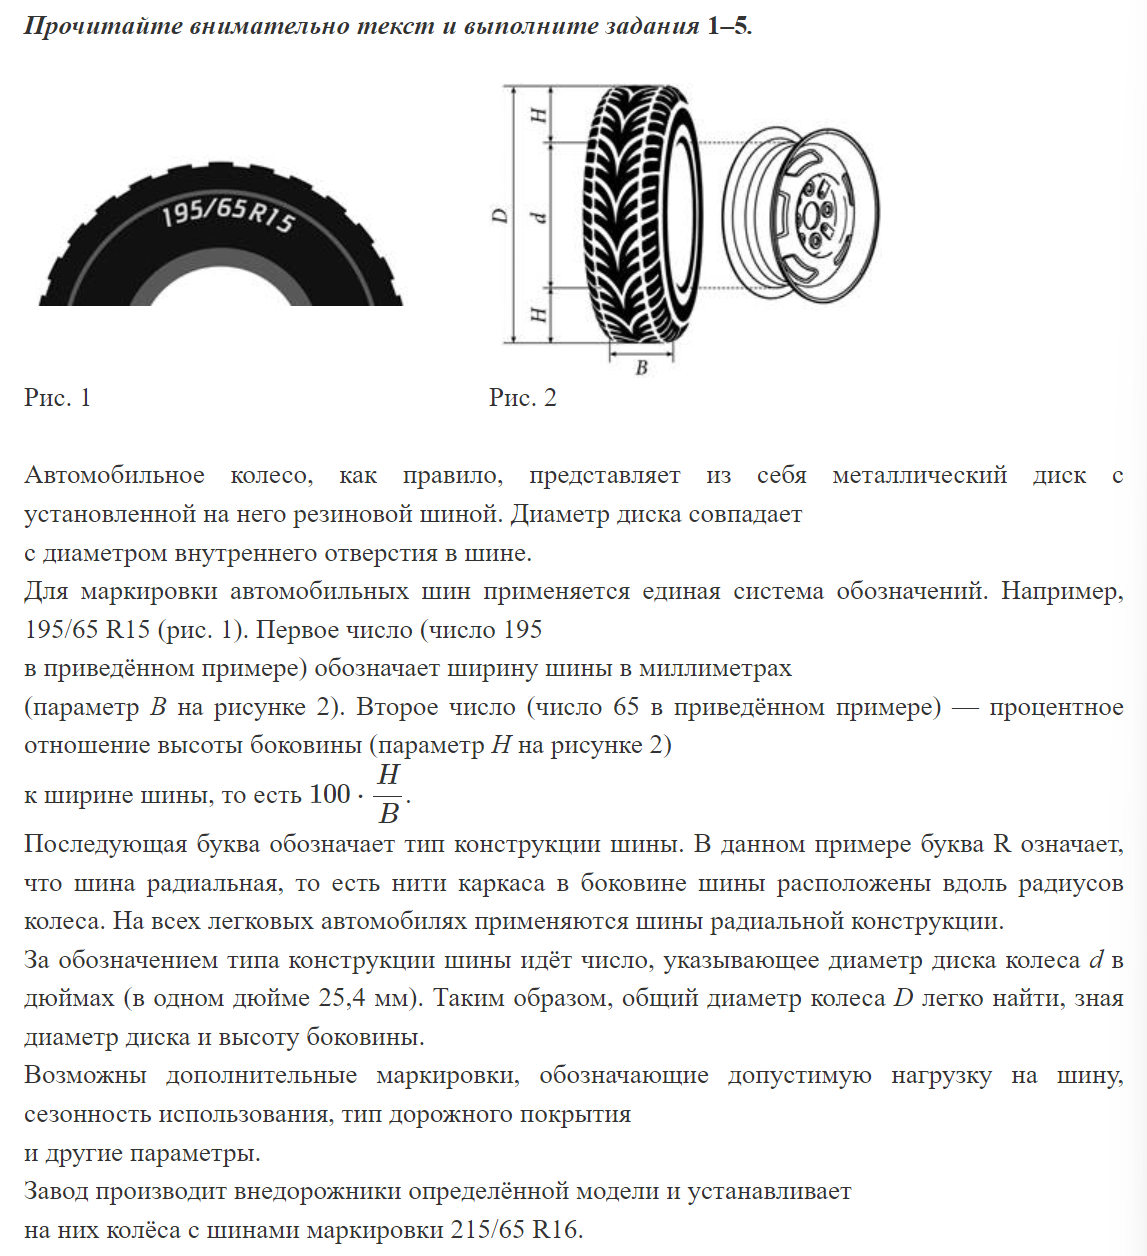 Прочитайте внимательно текст и выполните задания 1–5.
195/65R15
D
H
d
H
B
Рис. 1
Рис. 2
Автомобильное колесо, как правило, представляет из себя металлический диск с
установленной на него резиновой шиной. Диаметр диска совпадает
с диаметром внутреннего отверстия в шине.
Для маркировки автомобильных шин применяется единая система обозначений. Например,
195/65 R15 (рис. 1). Первое число (число 195
в приведённом примере) обозначает ширину шины в миллиметрах
(параметр B на рисунке 2). Второе число (число 65 в приведённом примере) — процентное
отношение высоты боковины (параметр H на рисунке 2)
к ширине шины, то есть 100 · H/B.
Последующая буква обозначает тип конструкции шины. В данном примере буква R означает,
что шина радиальная, то есть нити каркаса в боковине шины расположены вдоль радиусов
колеса. На всех легковых автомобилях применяются шины радиальной конструкции.
За обозначением типа конструкции шины идёт число, указывающее диаметр диска колеса d в
дюймах (в одном дюйме 25,4 мм). Таким образом, общий диаметр колеса D легко найти, зная
диаметр диска и высоту боковины.
Возможны дополнительные маркировки, обозначающие допустимую нагрузку на шину,
сезонность использования, тип дорожного покрытия
и другие параметры.
Завод производит внедорожники определённой модели и устанавливает
на них колёса с шинами маркировки 215/65 R16.